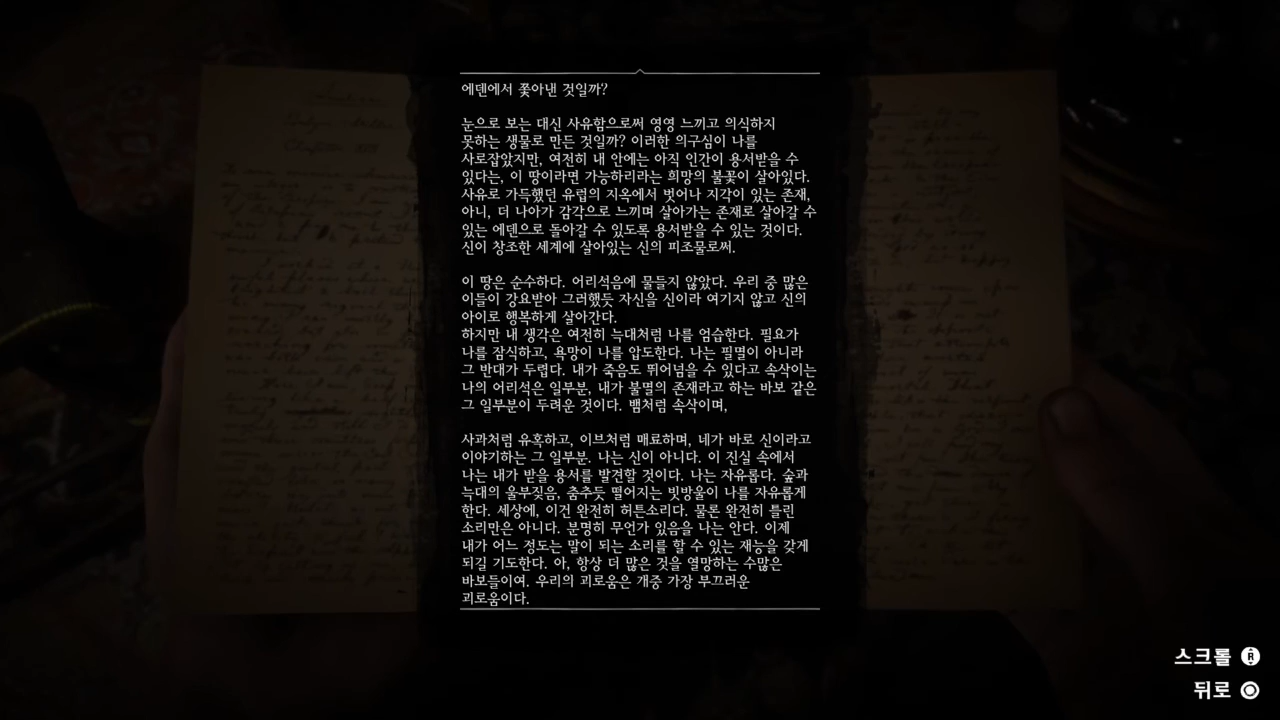 에덴에서 쫓아낸 것일까?
눈으로 보는 대신 사유함으로써 영영 느끼고 의식하지
못하는 생물로 만든 것일까? 이러한 의구심이 나를
사로잡았지만, 여전히 내 안에는 아직 인간이 용서받을 수
있다는, 이 땅이라면 가능하리라는 희망의 불꽃이 살아있다.
사유로 가득했던 유럽의 지옥에서 벗어나 지각이 있는 존재,
아니, 더 나아가 감각으로 느끼며 살아가는 존재로 살아갈 수
있는 에덴으로 돌아갈 수 있도록 용서받을 수 있는 것이다.
신이 창조한 세계에 살아있는 신의 피조물로써.
이 땅은 순수하다. 어리석음에 물들지 않았다. 우리 중 많은
이들이 강요받아 그러했듯 자신을 신이라 여기지 않고 신의
아이로 행복하게 살아간다.
하지만 내 생각은 여전히 늑대처럼 나를 엄습한다. 필요가
나를 잠식하고, 욕망이 나를 압도한다. 나는 필멸이 아니라
그 반대가 두렵다. 내가 죽음도 뛰어넘을 수 있다고 속삭이는
나의 어리석은 일부분, 내가 불멸의 존재라고 하는 바보 같은
그 일부분이 두려운 것이다. 뱀처럼 속삭이며,
사과처럼 유혹하고, 이브처럼 매료하며, 네가 바로 신이라고
이야기하는 그 일부분. 나는 신이 아니다. 이 진실 속에서
나는 내가 받을 용서를 발견할 것이다. 나는 자유롭다. 숲과
늑대의 울부짖음, 춤추듯 떨어지는 빗방울이 나를 자유롭게
한다. 세상에, 이건 완전히 허튼소리다. 물론 완전히 틀린
소리만은 아니다. 분명히 무언가 있음을 나는 안다. 이제
내가 어느 정도는 말이 되는 소리를 할 수 있는 재능을 갖게
되길 기도한다. 아, 항상 더 많은 것을 열망하는 수많은
바보들이여. 우리의 괴로움은 개중 가장 부끄러운
괴로움이다.
스크롤 R
뒤로